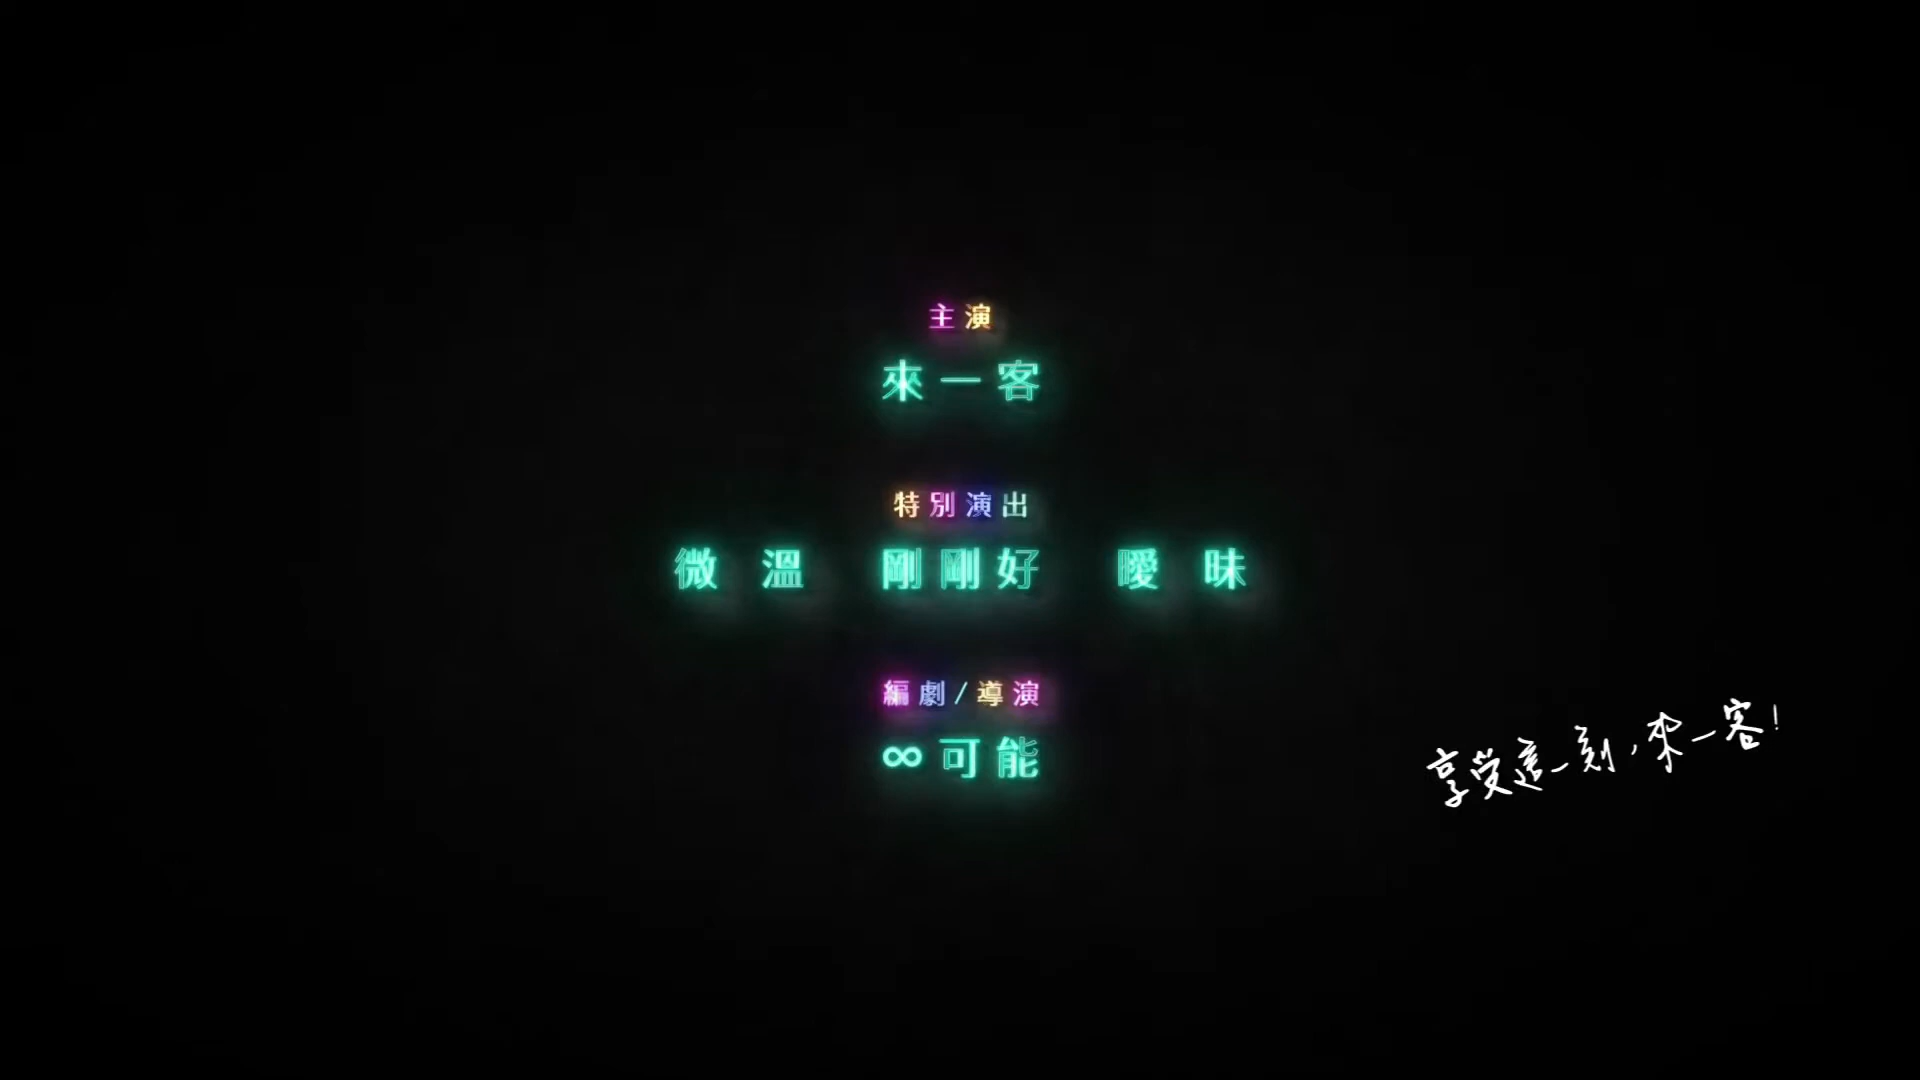 主演
來一客
特別演出
微溫 剛剛好 曖昧
編劇/導演
∞可能
享受這一刻,來一客!